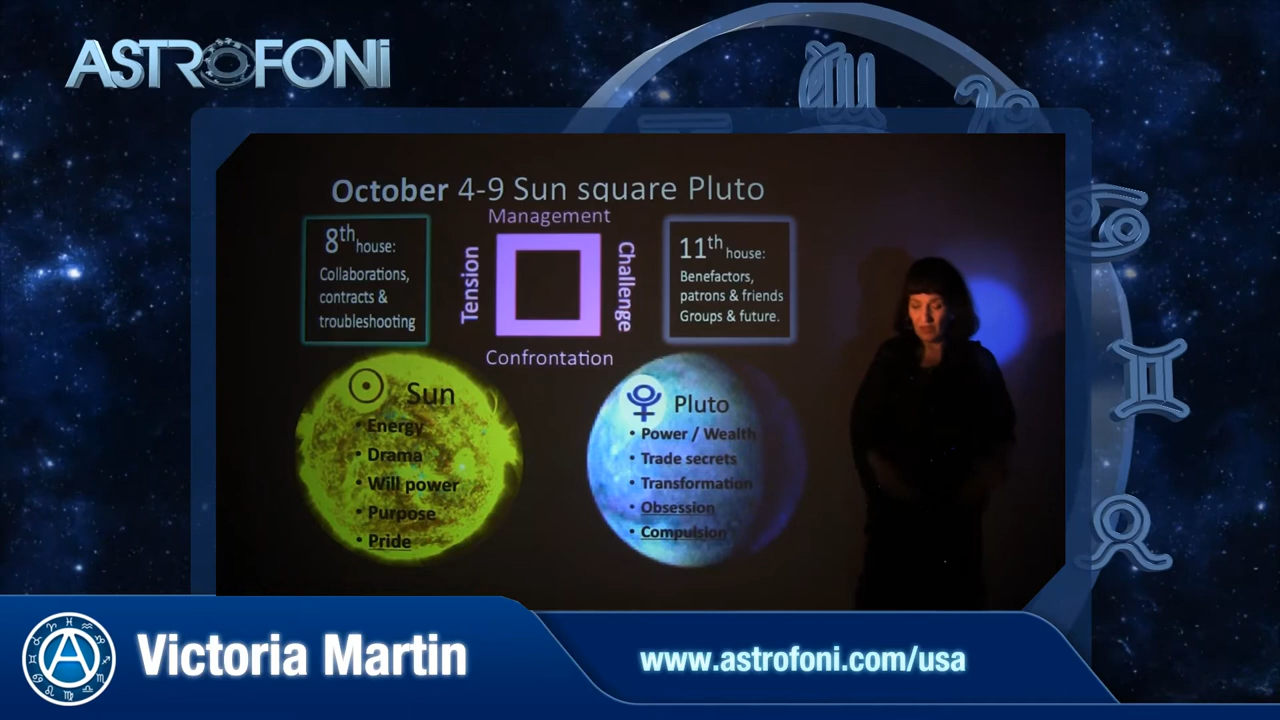 ASTROFONi
October 4-9 Sun square Pluto
Management
8th house:
Collaborations,
contracts &
troubleshooting
Tension
Challenge
11th house:
Benefactors,
patrons & friends
Groups & future.
Confrontation
Sun
• Energy
• Drama
• Will power
• Purpose
• Pride
Pluto
• Power / Wealth
• Trade secrets
• Transformation
• Obsession
• Compulsion
Victoria Martin
www.astrofoni.com/usa